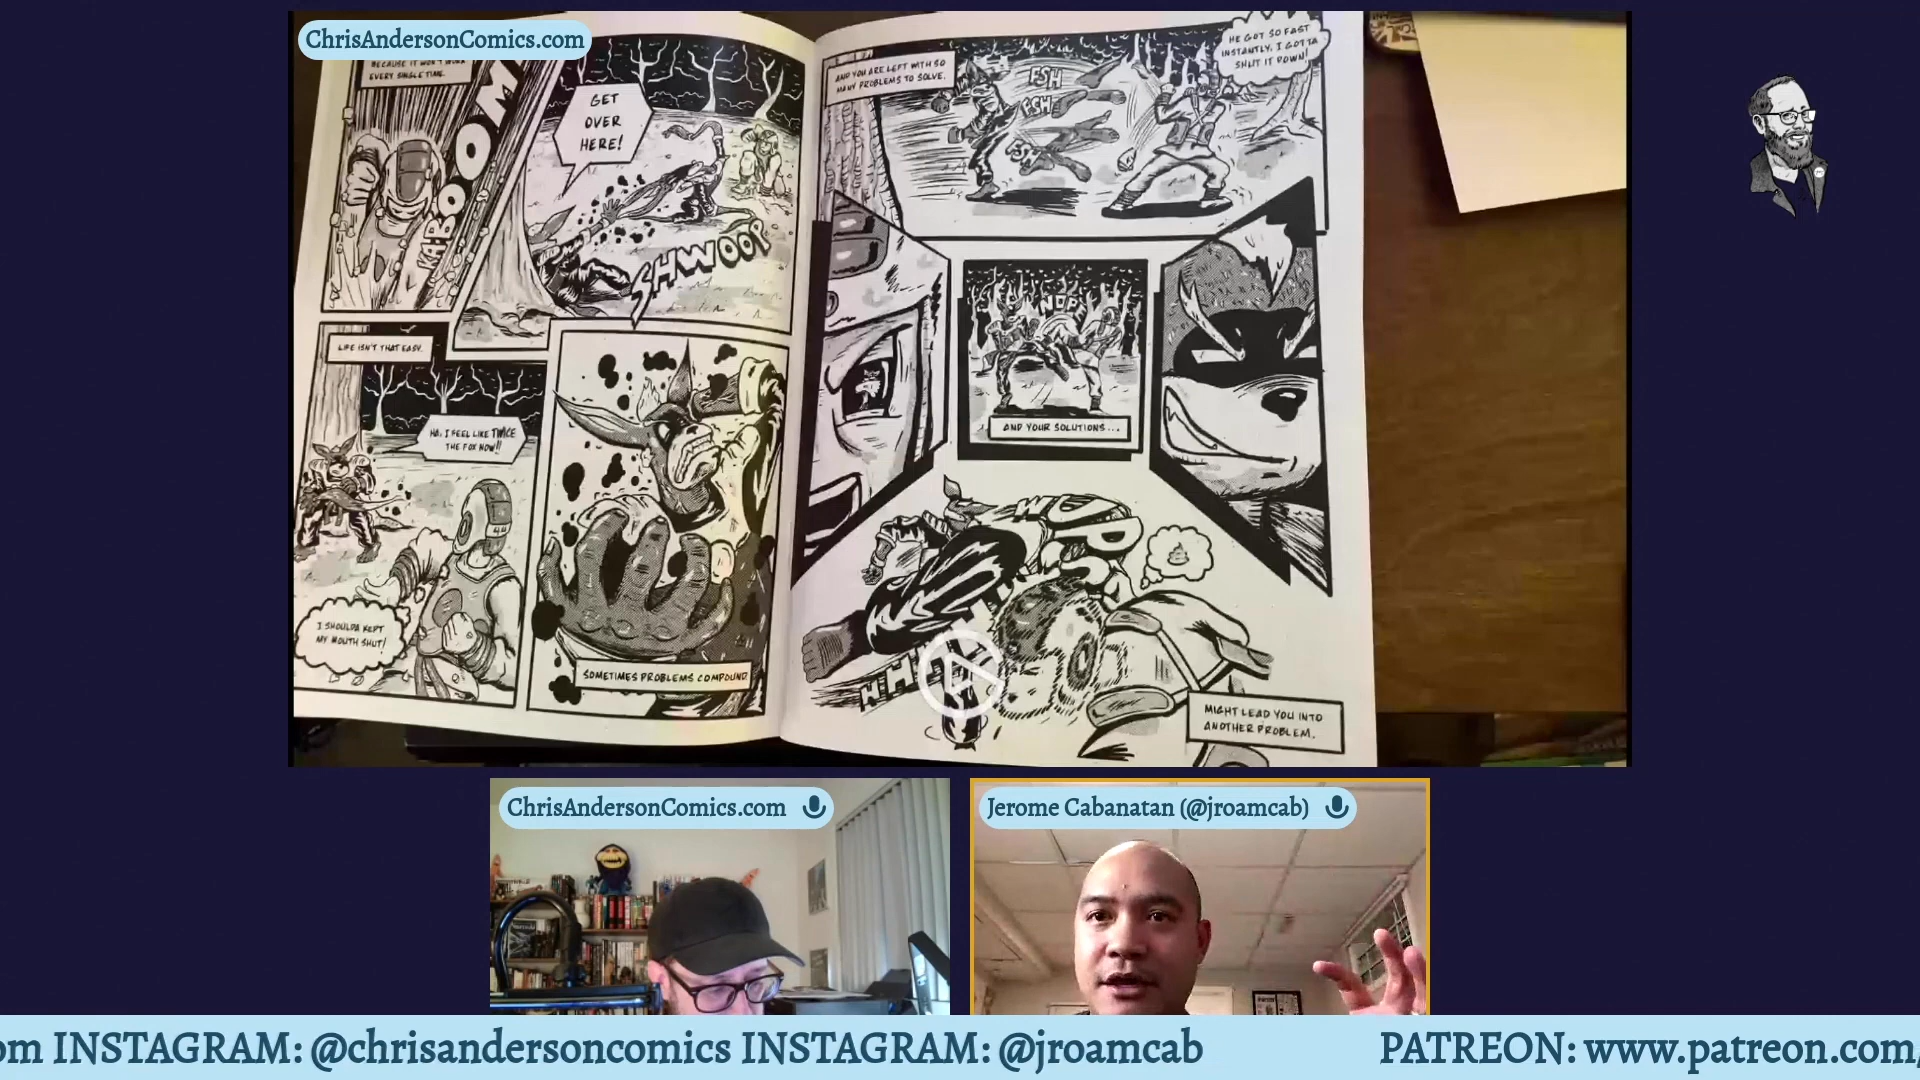 ChrisAndersonComics.com
BECAUSE IT WON'T WORK
EVERY SINGLE TIME.
KABOOOM
GET
OVER
HERE!
SHWOOP
LIFE ISN'T THAT EASY.
HA, I FEEL LIKE TWICE
THE FOX NOW!!
I SHOULDA KEPT
MY MOUTH SHUT!
SOMETIMES PROBLEMS COMPOUND.
AND YOU ARE LEFT WITH SO
MANY PROBLEMS TO SOLVE.
FSH
FSH
FSH
HE GOT SO FAST
INSTANTLY, I GOTTA
SHUT IT DOWN!
WOP
AND YOUR SOLUTIONS...
WOP
MIGHT LEAD YOU INTO
ANOTHER PROBLEM.
ChrisAndersonComics.com
Jerome Cabanatan (@jroamcab)
om INSTAGRAM: @chrisandersoncomics INSTAGRAM: @jroamcab PATREON: www.patreon.com/